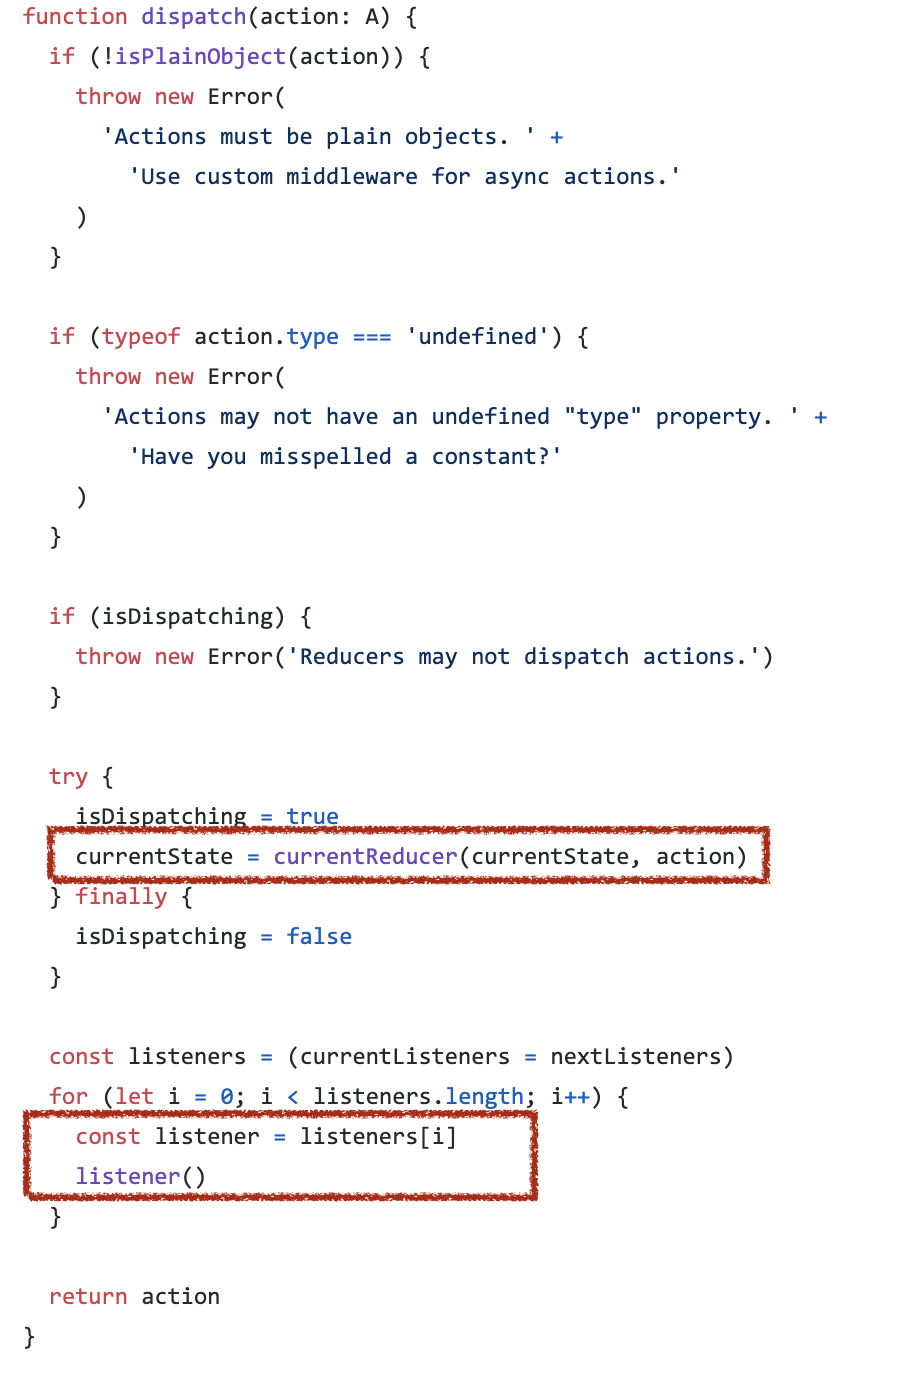 function dispatch(action: A) {
  if (!isPlainObject(action)) {
    throw new Error(
      'Actions must be plain objects. ' +
        'Use custom middleware for async actions.'
    )
  }

  if (typeof action.type === 'undefined') {
    throw new Error(
      'Actions may not have an undefined "type" property. ' +
        'Have you misspelled a constant?'
    )
  }

  if (isDispatching) {
    throw new Error('Reducers may not dispatch actions.')
  }

  try {
    isDispatching = true
    currentState = currentReducer(currentState, action)
  } finally {
    isDispatching = false
  }

  const listeners = (currentListeners = nextListeners)
  for (let i = 0; i < listeners.length; i++) {
    const listener = listeners[i]
    listener()
  }

  return action
}